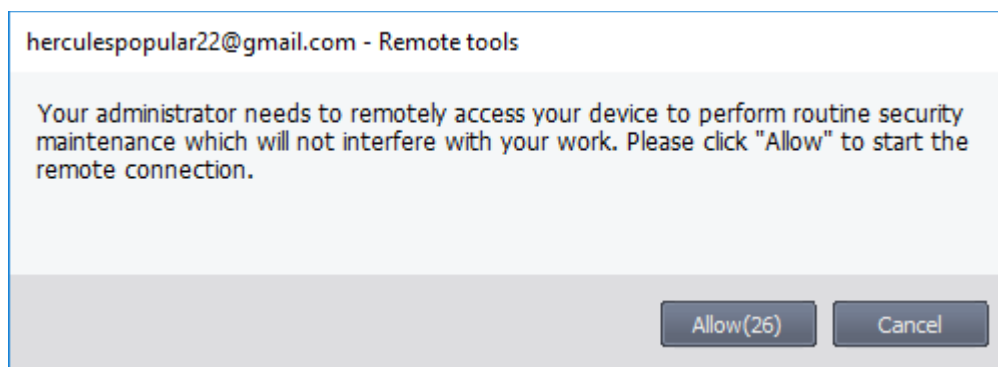 herculespopular22@gmail.com - Remote tools
Your administrator needs to remotely access your device to perform routine security
maintenance which will not interfere with your work. Please click "Allow" to start the
remote connection.
Allow(26) Cancel